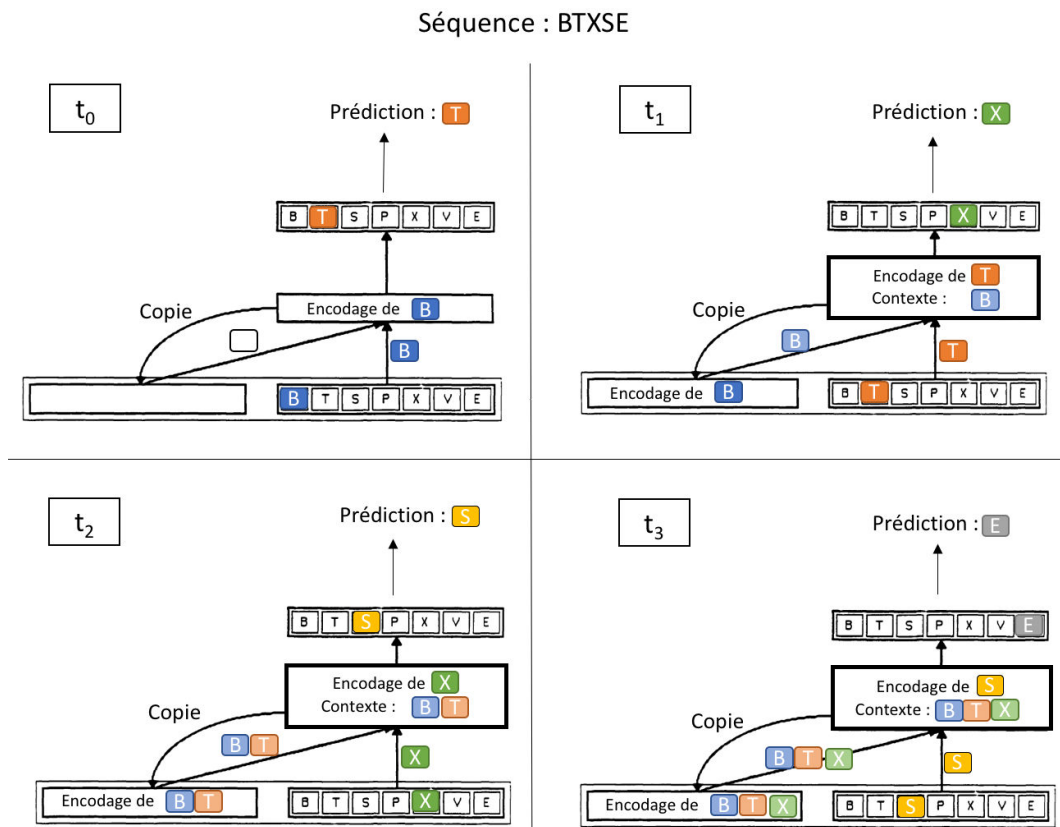 Séquence : BTXSE
t0
Prédiction : T
B T S P X V E
Copie
Encodage de B
B
B T S P X V E
t1
Prédiction : X
B T S P X V E
Encodage de T
Contexte : B
Copie
B
T
Encodage de B
B T S P X V E
t2
Prédiction : S
B T S P X V E
Encodage de X
Contexte : B T
Copie
B T
X
Encodage de B T
B T S P X V E
t3
Prédiction : E
B T S P X V E
Encodage de S
Contexte : B T X
Copie
B T X
S
Encodage de B T X
B T S P X V E